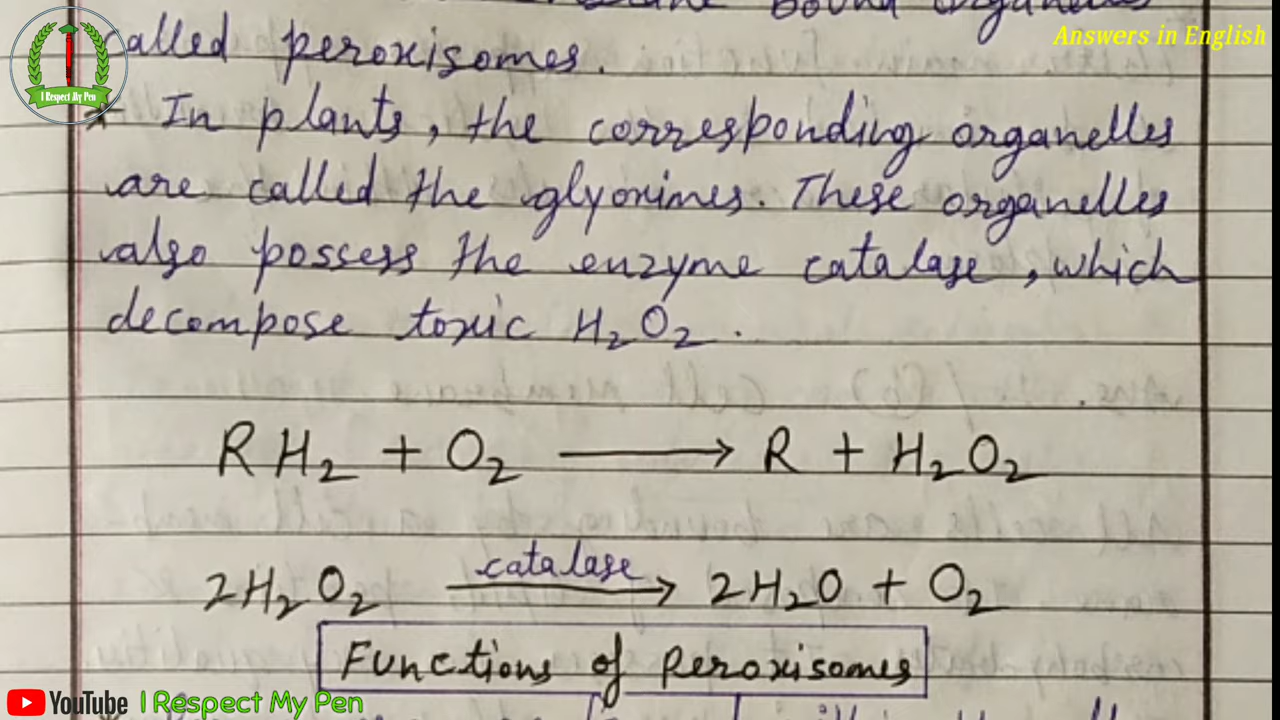 bound organelles
called peroxisomes.
* In plants, the corresponding organelles
are called the glyoximes. These organelles
also possess the enzyme catalase, which
decompose toxic H₂O₂.
RH₂ + O₂ → R + H₂O₂
catalase
2H₂O₂ → 2H₂O + O₂
Functions of Peroxisomes
Answers in English
I Respect My Pen
YouTube I Respect My Pen